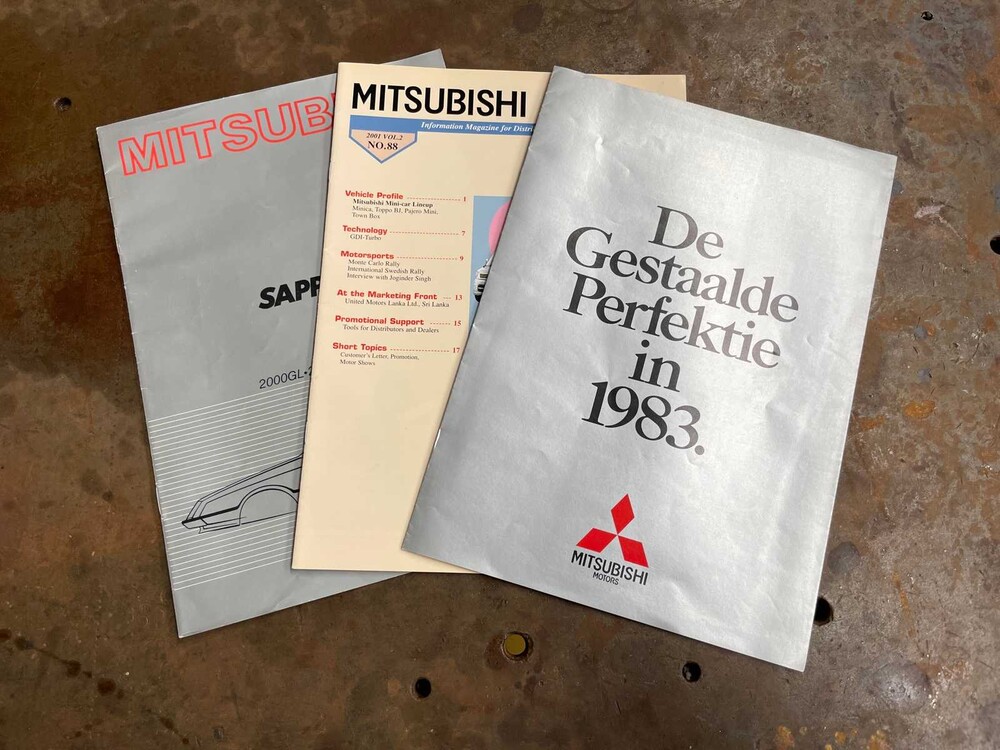 MITSUB
SAPP
2000GL•2
MITSUBISHI
Information Magazine for Distri
2001 VOL.2
NO.88
Vehicle Profile 1
Mitsubishi Mini-car Lineup
Minica, Toppo BJ, Pajero Mini,
Town Box
Technology 7
GDI-Turbo
Motorsports 9
Monte Carlo Rally
International Swedish Rally
Interview with Joginder Singh
At the Marketing Front 13
United Motors Lanka Ltd., Sri Lanka
Promotional Support 15
Tools for Distributors and Dealers
Short Topics 17
Customer's Letter, Promotion,
Motor Shows
De
Gestaalde
Perfektie
in
1983.
MITSUBISHI
MOTORS